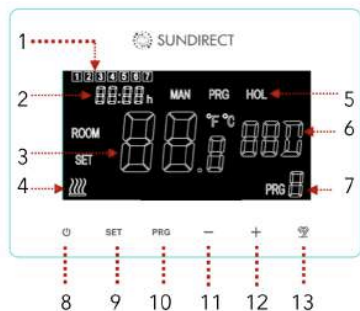 1
SUNDIRECT
1 2 3 4 5 6 7
2 88:88h MAN PRG HOL 5
ROOM °F °C 6
3 SET 88.8 88D
4 PRG 8 7
SET PRG − +
8 9 10 11 12 13